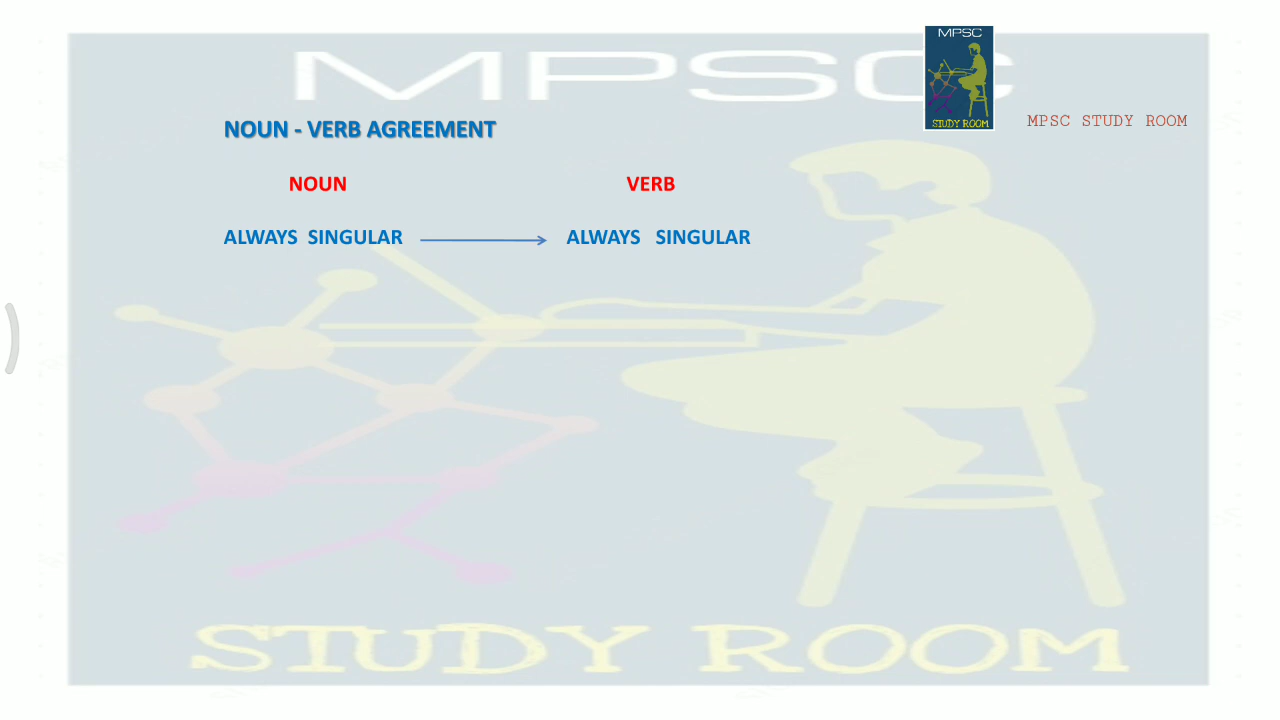 MPSC
MPSC
STUDY ROOM
MPSC STUDY ROOM
NOUN - VERB AGREEMENT
NOUN VERB
ALWAYS SINGULAR ALWAYS SINGULAR
STUDY ROOM